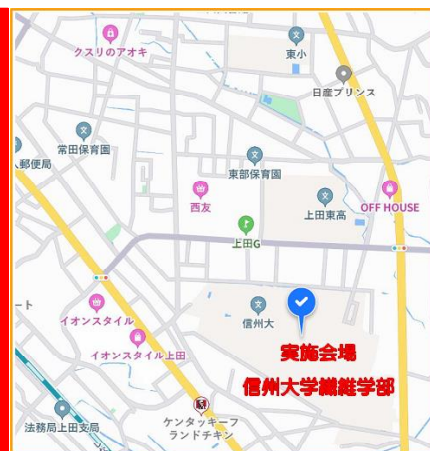 クスリのアオキ
東小
日産プリンス
常田保育園
人郵便局
東部保育園
西友
上田東高
OFF HOUSE
上田G
信州大
イオンスタイル
ート
イオンスタイル上田
実施会場
信州大学繊維学部
ケンタッキーフ
ランドチキン
法務局上田支局